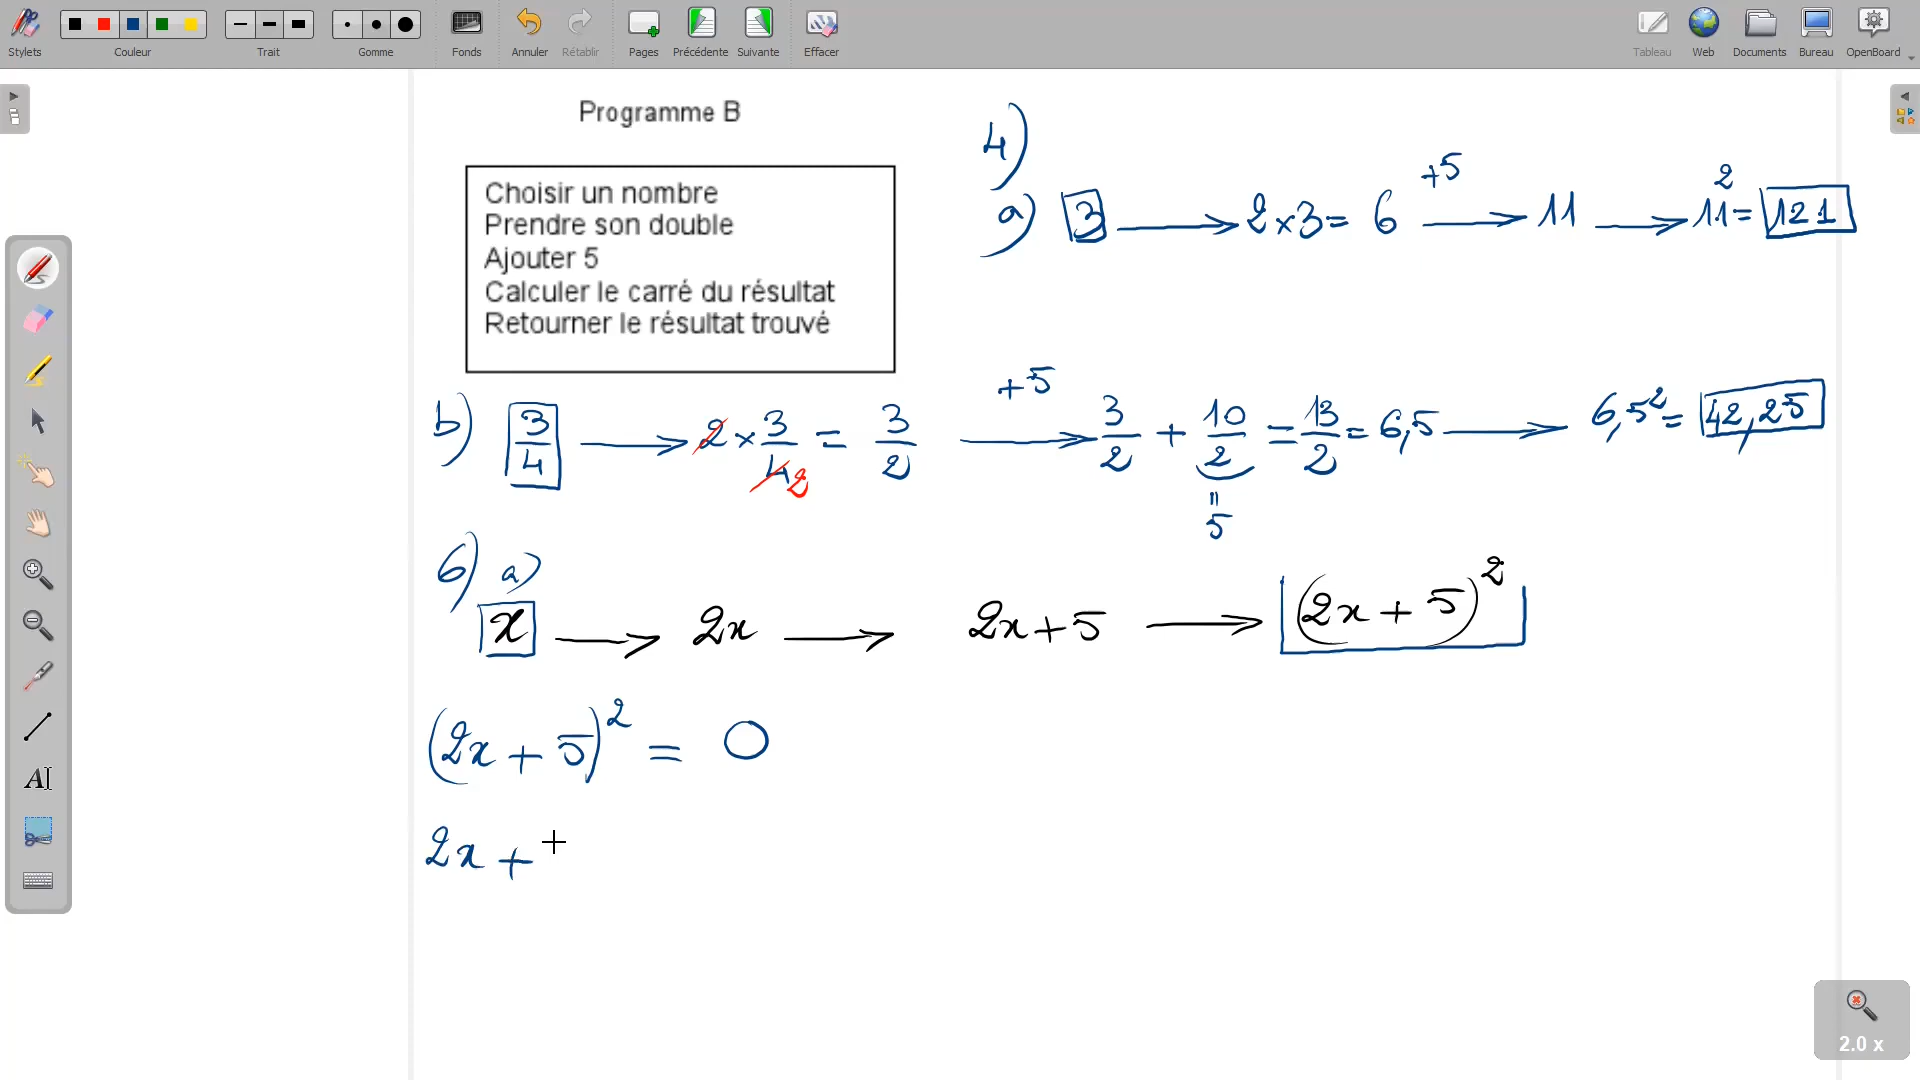 Stylets Couleur Trait Gomme Fonds Annuler Rétablir Pages Précédente Suivante Effacer Tableau Web Documents Bureau OpenBoard
Programme B
Choisir un nombre
Prendre son double
Ajouter 5
Calculer le carré du résultat
Retourner le résultat trouvé
4)
a) 3 → 2×3= 6 +5 → 11 → 11²= 121
b) 3/4 → 2 × 3/4 2 = 3/2 +5 → 3/2 + 10/2 = 13/2 = 6,5 → 6,5² = 42,25
=
5
6) a)
x → 2x → 2x+5 → (2x + 5)²
(2x + 5)² = 0
2x +
AI
2.0 x